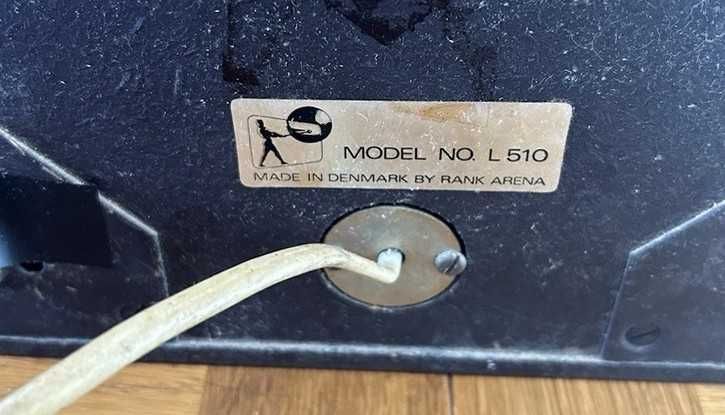 MODEL NO. L 510
MADE IN DENMARK BY RANK ARENA